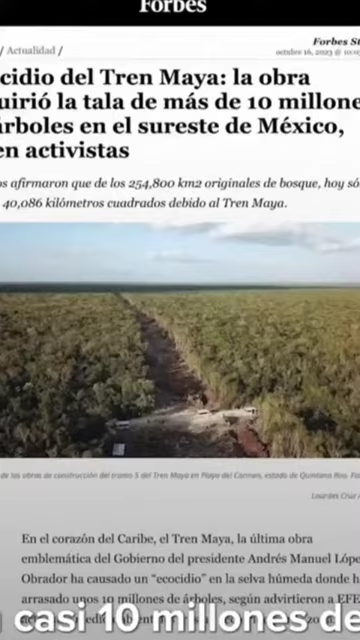 Forbes
/ Actualidad /
Forbes St
octubre 16, 2023 @
ocidio del Tren Maya: la obra
uirió la tala de más de 10 millone
árboles en el sureste de México,
en activistas
os afirmaron que de los 254,800 km2 originales de bosque, hoy só
40,086 kilómetros cuadrados debido al Tren Maya.
de las obras de construcción del tramo 5 del Tren Maya en Playa del Carmen, estado de Quintana Roo. Fo
Lourdes Cruz
En el corazón del Caribe, el Tren Maya, la última obra
emblemática del Gobierno del presidente Andrés Manuel Lópe
Obrador ha causado un “ecocidio” en la selva húmeda donde h
arrasado unos 10 millones de árboles, según advirtieron a EFE
casi 10 millones de